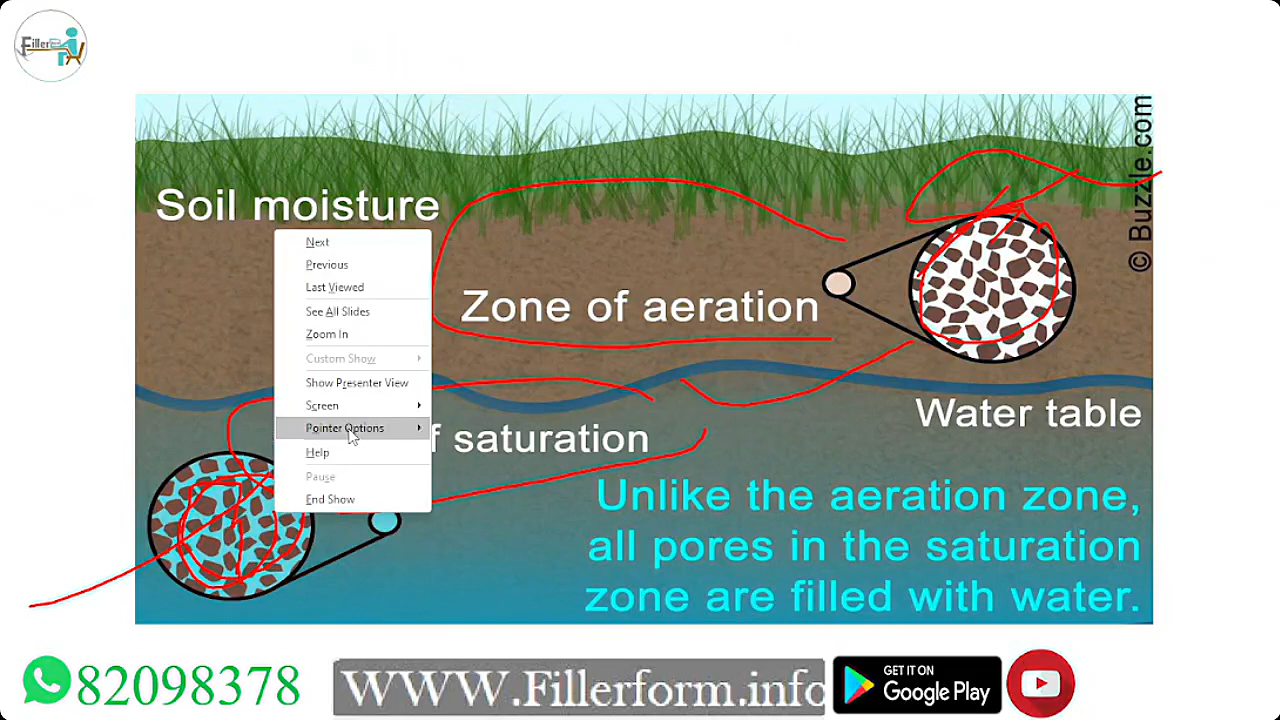 Filler
© Buzzle.com
Soil moisture
Next
Previous
Last Viewed
See All Slides
Zoom In
Custom Show
Show Presenter View
Screen
Pointer Options
Help
Pause
End Show
Zone of aeration
Water table
f saturation
Unlike the aeration zone,
all pores in the saturation
zone are filled with water.
82098378
WWW.Fillerform.info
GET IT ON
Google Play